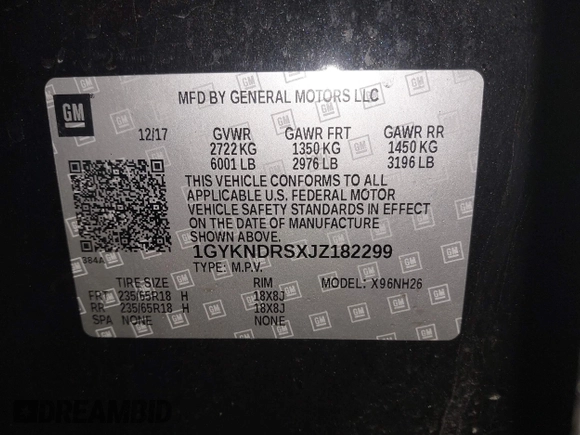 GM
MFD BY GENERAL MOTORS LLC
12/17 GVWR GAWR FRT GAWR RR
2722 KG 1350 KG 1450 KG
6001 LB 2976 LB 3196 LB
THIS VEHICLE CONFORMS TO ALL
APPLICABLE U.S. FEDERAL MOTOR
VEHICLE SAFETY STANDARDS IN EFFECT
ON THE DATE OF MANUFACTURE
SHOWN ABOVE.
384A
1GYKNDRSXJZ182299
TYPE: M.P.V.
TIRE SIZE RIM MODEL: X96NH26
FRT 235/65R18 H 18X8J
RR 235/65R18 H 18X8J
SPA NONE NONE
DREAMBID